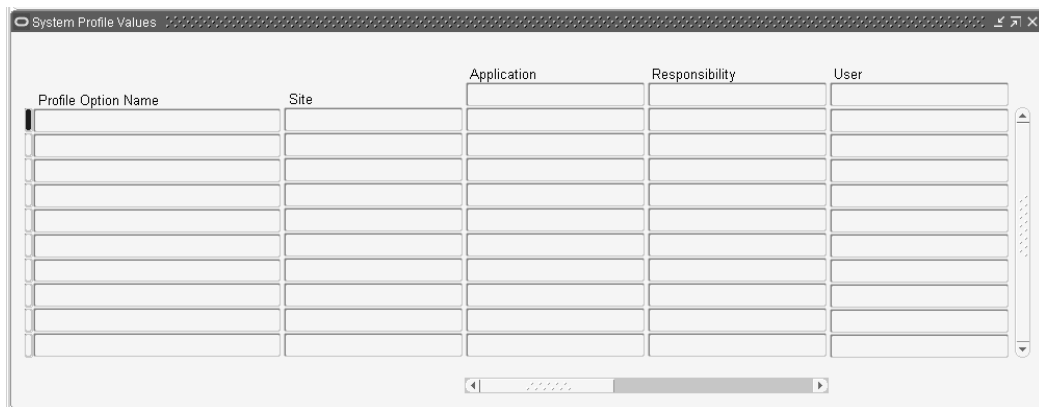 System Profile Values
Application Responsibility User
Profile Option Name Site